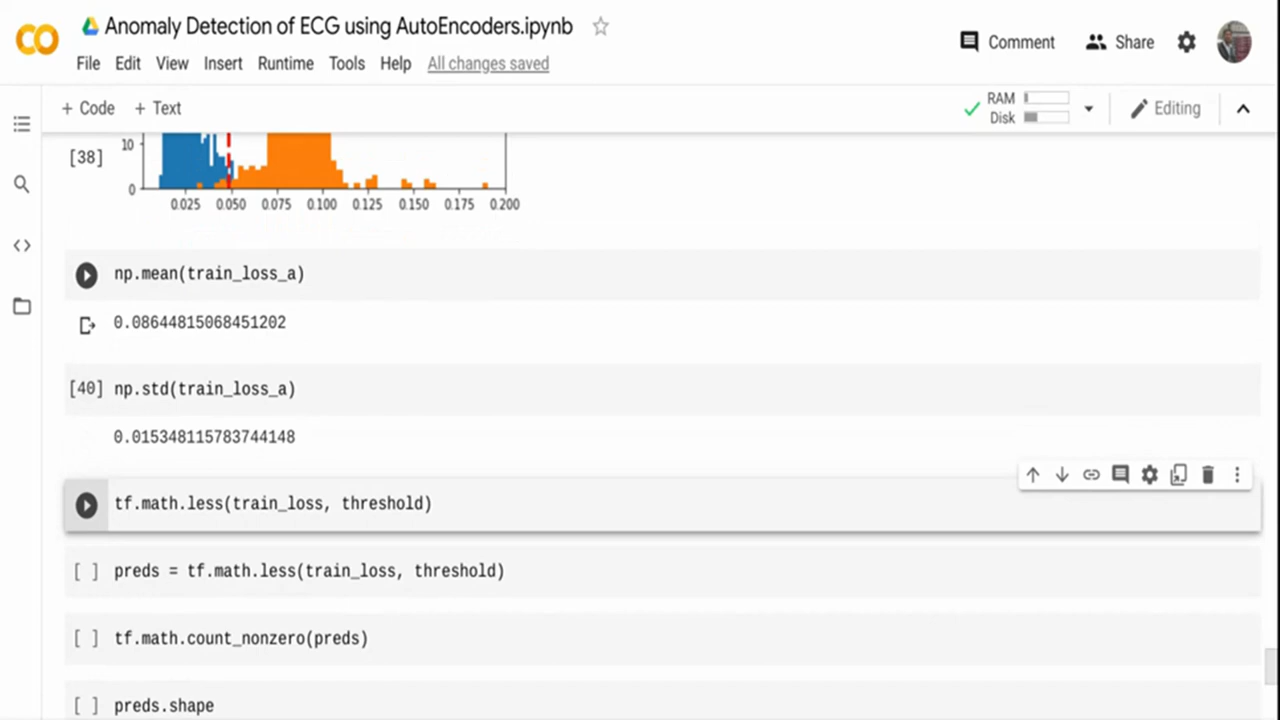 Anomaly Detection of ECG using AutoEncoders.ipynb
File Edit View Insert Runtime Tools Help All changes saved
Comment Share
+ Code + Text
RAM
Disk
Editing
[38]
10
0
0.025 0.050 0.075 0.100 0.125 0.150 0.175 0.200
np.mean(train_loss_a)
0.08644815068451202
[40] np.std(train_loss_a)
0.015348115783744148
tf.math.less(train_loss, threshold)
[ ] preds = tf.math.less(train_loss, threshold)
[ ] tf.math.count_nonzero(preds)
[ ] preds.shape